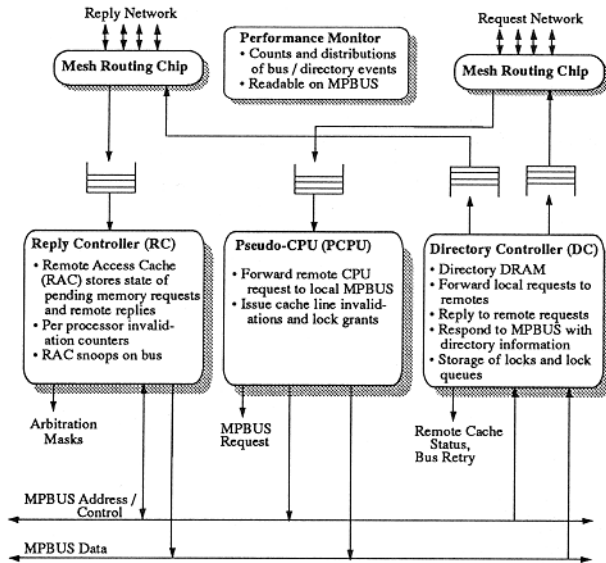 Reply Network
Mesh Routing Chip
Performance Monitor
• Counts and distributions
of bus / directory events
• Readable on MPBUS
Request Network
Mesh Routing Chip
Reply Controller (RC)
• Remote Access Cache
(RAC) stores state of
pending memory requests
and remote replies
• Per processor invalid-
ation counters
• RAC snoops on bus
Pseudo-CPU (PCPU)
• Forward remote CPU
request to local MPBUS
• Issue cache line invalid-
ations and lock grants
Directory Controller (DC)
• Directory DRAM
• Forward local requests to
remotes
• Reply to remote requests
• Respond to MPBUS with
directory information
• Storage of locks and lock
queues
Arbitration
Masks
MPBUS
Request
Remote Cache
Status,
Bus Retry
MPBUS Address /
Control
MPBUS Data